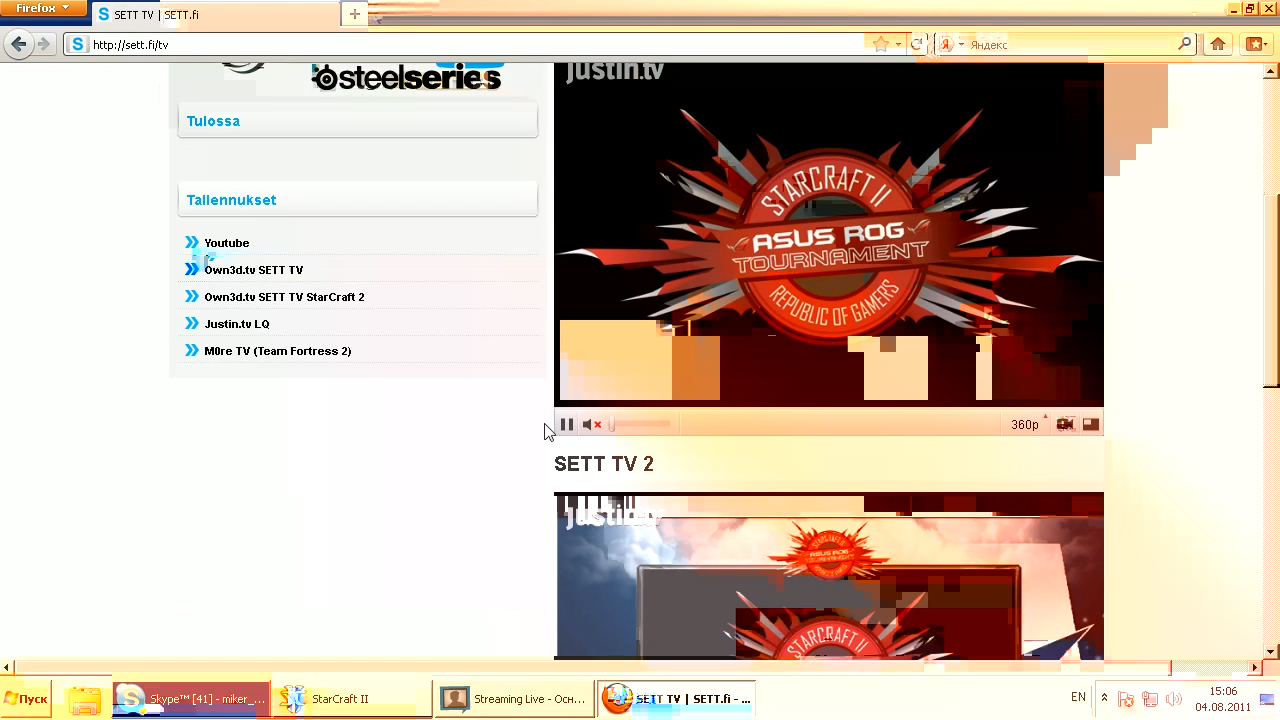 Firefox
SETT TV | SETT.fi
http://sett.fi/tv
Яндекс
steelseries
Tulossa
Tallennukset
Youtube
Own3d.tv SETT TV
Own3d.tv SETT TV StarCraft 2
Justin.tv LQ
M0re TV (Team Fortress 2)
justin.tv
STARCRAFT II
ASUS ROG
TOURNAMENT
REPUBLIC OF GAMERS
360p
SETT TV 2
justin.tv
ASUS ROG
STARCRAFT II
Пуск
Skype™ [41] - miker_...
StarCraft II
Streaming Live - Осн...
SETT TV | SETT.fi - ...
EN
15:06
04.08.2011